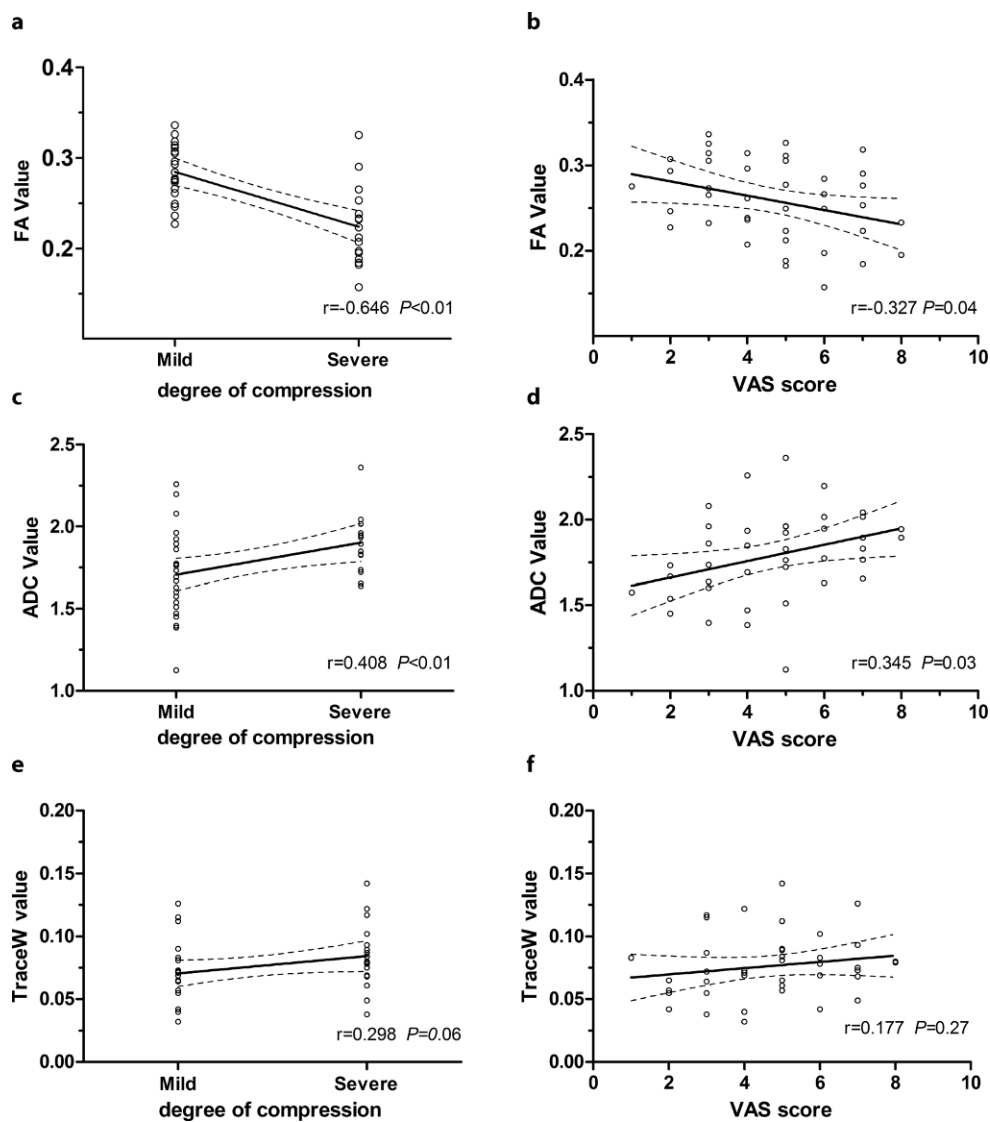 a
FA Value
0.4
0.3
0.2
r=-0.646 P<0.01
Mild Severe
degree of compression
b
FA Value
0.4
0.3
0.2
r=-0.327 P=0.04
0 2 4 6 8 10
VAS score
c
ADC Value
2.5
2.0
1.5
1.0
r=0.408 P<0.01
Mild Severe
degree of compression
d
ADC Value
2.5
2.0
1.5
1.0
r=0.345 P=0.03
0 2 4 6 8 10
VAS score
e
TraceW value
0.20
0.15
0.10
0.05
0.00
r=0.298 P=0.06
Mild Severe
degree of compression
f
TraceW value
0.20
0.15
0.10
0.05
0.00
r=0.177 P=0.27
0 2 4 6 8 10
VAS score